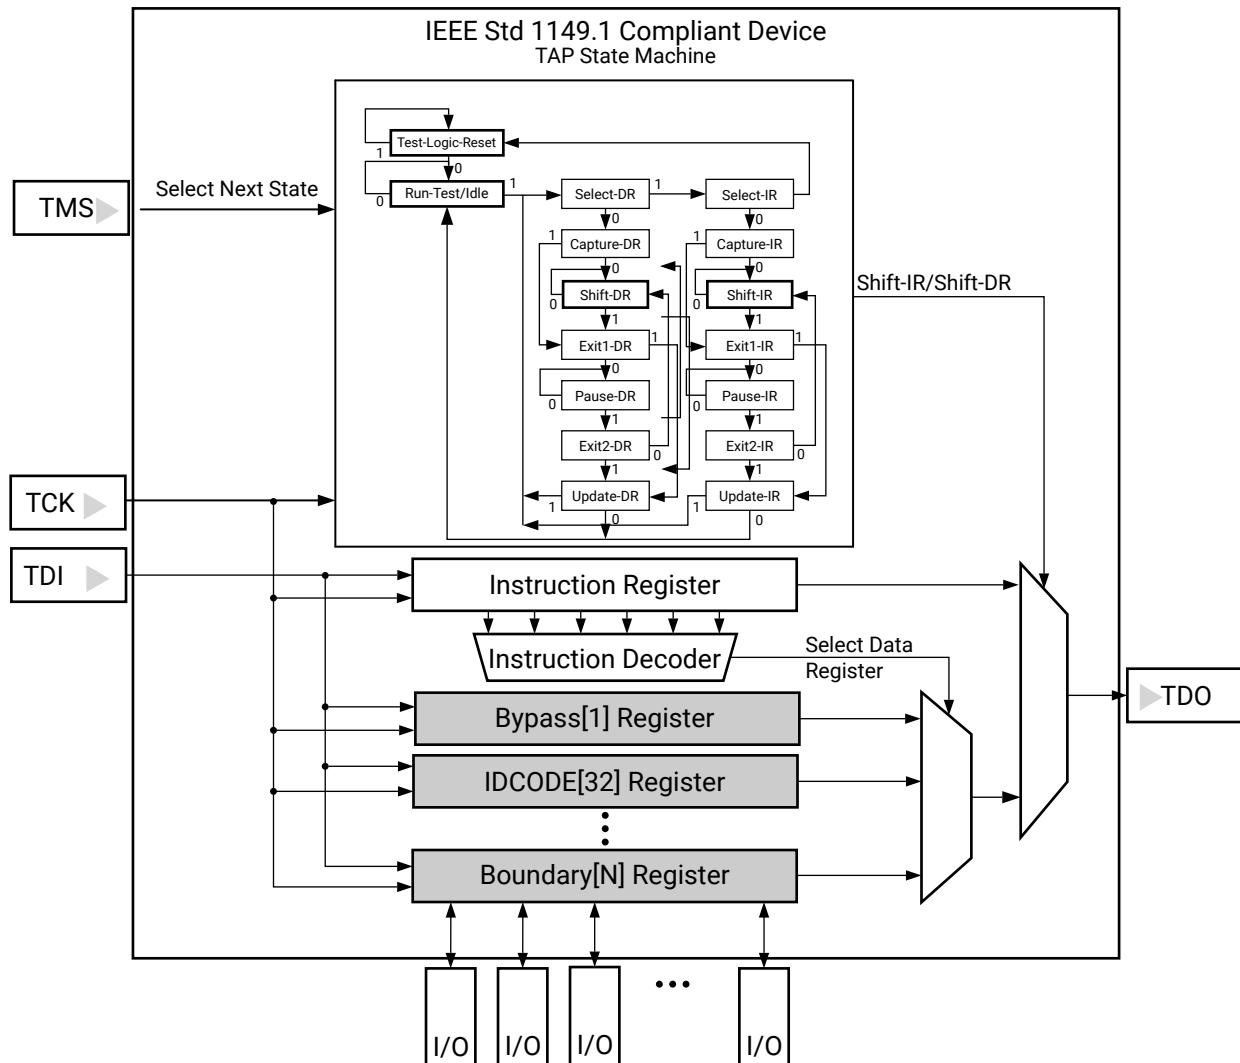 IEEE Std 1149.1 Compliant Device
TAP State Machine
Test-Logic-Reset
1
0
Run-Test/Idle
0
1
Select-DR
1
Select-IR
0
0
1
Capture-DR
1
Capture-IR
0
0
Shift-DR
Shift-IR
0
0
1
1
Exit1-DR
1
Exit1-IR
1
0
0
Pause-DR
Pause-IR
0
0
1
1
Exit2-DR
0
Exit2-IR
0
1
1
Update-DR
Update-IR
1
1
0
0
TMS
Select Next State
Shift-IR/Shift-DR
TCK
TDI
Instruction Register
Instruction Decoder
Select Data
Register
Bypass[1] Register
TDO
IDCODE[32] Register
Boundary[N] Register
I/O
I/O
I/O
I/O